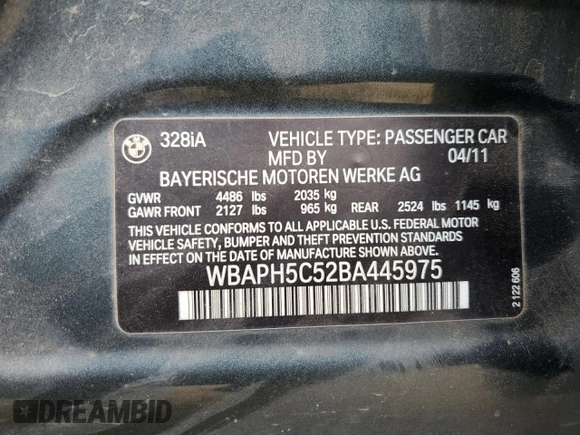 BMW
328iA VEHICLE TYPE: PASSENGER CAR
MFD BY 04/11
BAYERISCHE MOTOREN WERKE AG
GVWR 4486 lbs 2035 kg
GAWR FRONT 2127 lbs 965 kg REAR 2524 lbs 1145 kg
THIS VEHICLE CONFORMS TO ALL APPLICABLE U.S. FEDERAL MOTOR
VEHICLE SAFETY, BUMPER AND THEFT PREVENTION STANDARDS
IN EFFECT ON THE DATE OF MANUFACTURE SHOWN ABOVE.
WBAPH5C52BA445975
2 122 606
DREAMBID